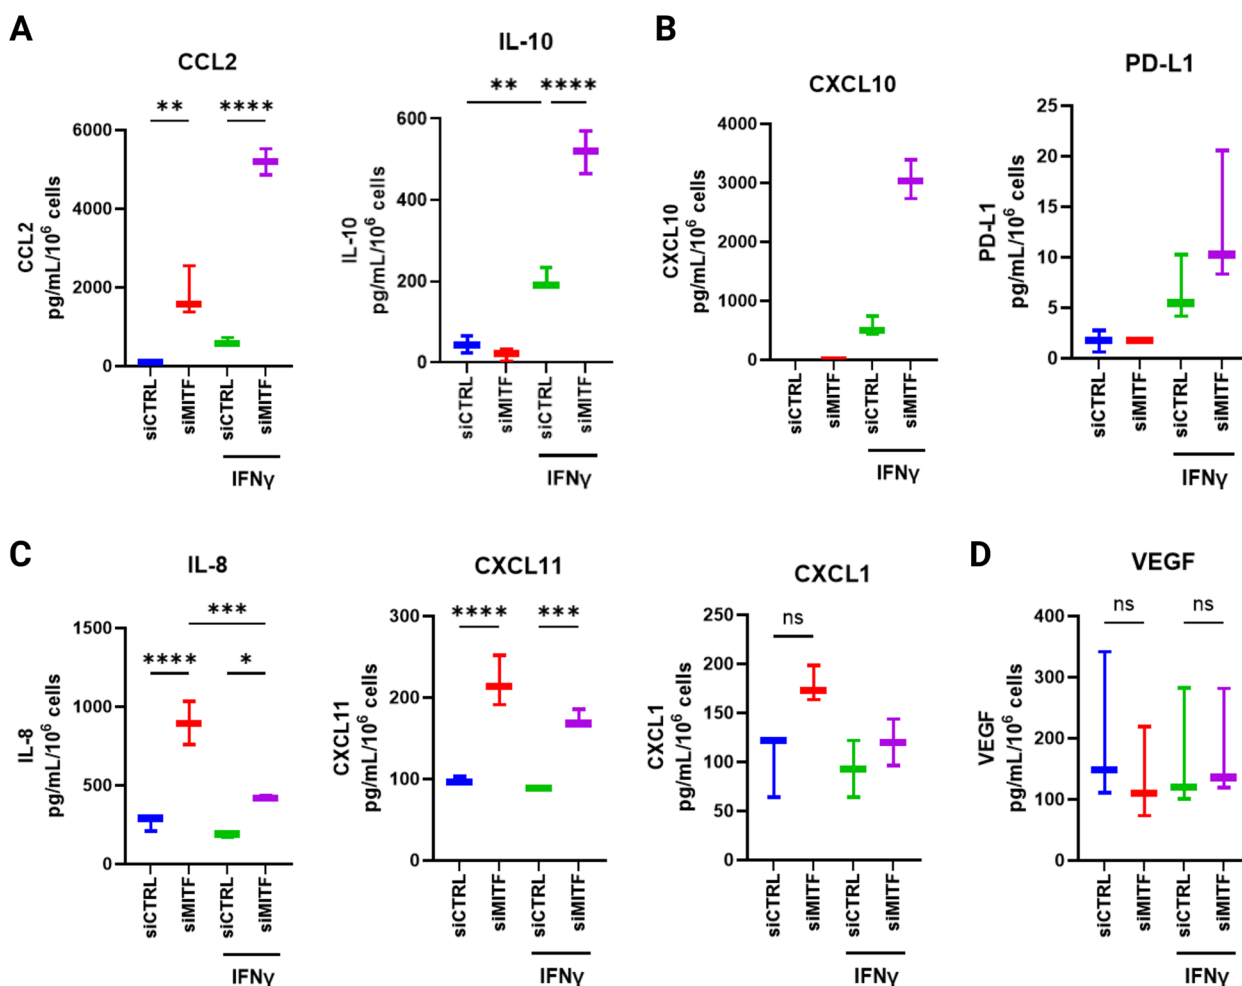 A
CCL2
** ****
6000
4000
2000
0
CCL2
pg/mL/10⁶ cells
siCTRL
siMITF
siCTRL
siMITF
IFNγ
IL-10
** ****
600
400
200
0
IL-10
pg/mL/10⁶ cells
siCTRL
siMITF
siCTRL
siMITF
IFNγ
B
CXCL10
4000
3000
2000
1000
0
CXCL10
pg/mL/10⁶ cells
siCTRL
siMITF
siCTRL
siMITF
IFNγ
PD-L1
25
20
15
10
5
0
PD-L1
pg/mL/10⁶ cells
siCTRL
siMITF
siCTRL
siMITF
IFNγ
C
IL-8
***
**** *
1500
1000
500
0
IL-8
pg/mL/10⁶ cells
siCTRL
siMITF
siCTRL
siMITF
IFNγ
CXCL11
**** ***
300
200
100
0
CXCL11
pg/mL/10⁶ cells
siCTRL
siMITF
siCTRL
siMITF
IFNγ
CXCL1
ns
250
200
150
100
50
0
CXCL1
pg/mL/10⁶ cells
siCTRL
siMITF
siCTRL
siMITF
IFNγ
D
VEGF
ns ns
400
300
200
100
0
VEGF
pg/mL/10⁶ cells
siCTRL
siMITF
siCTRL
siMITF
IFNγ